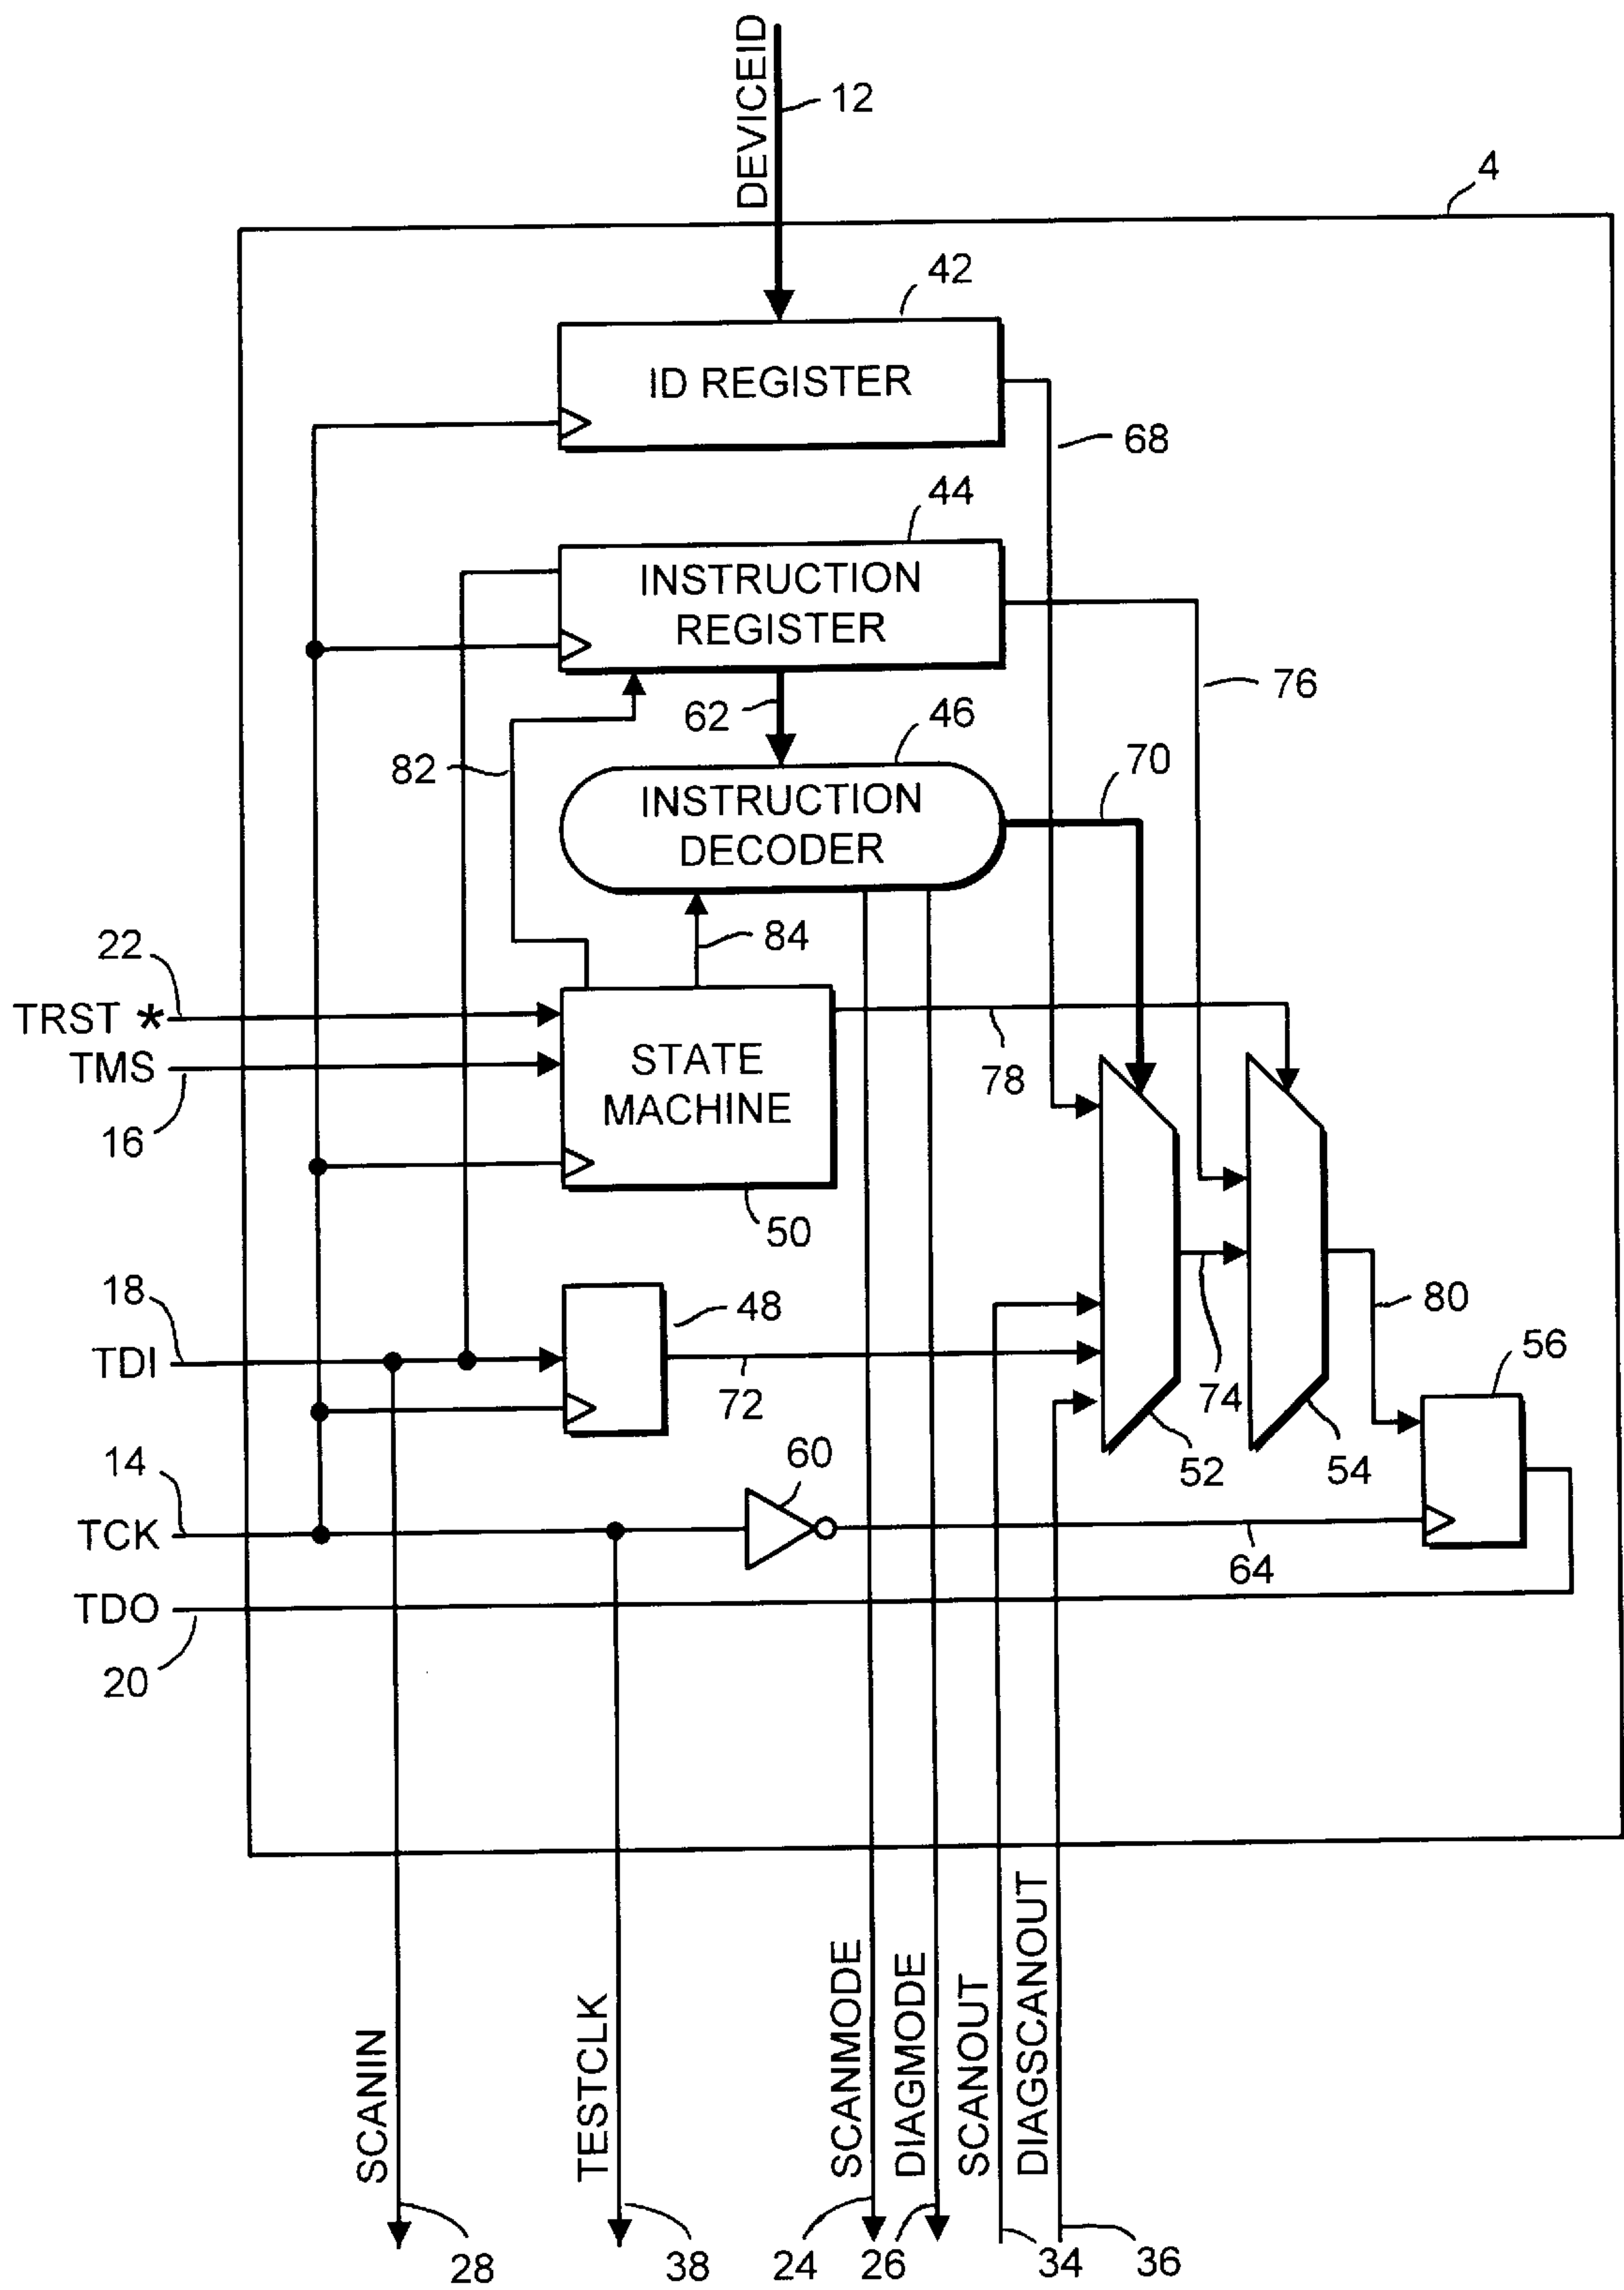 DEVICEID
12
4
42
ID REGISTER
68
44
INSTRUCTION
REGISTER
76
62
46
82
70
INSTRUCTION
DECODER
22
84
TRST *
TMS
STATE
MACHINE
78
16
50
18
48
80
TDI
72
74
56
14
60
52
54
TCK
64
TDO
20
SCANIN
TESTCLK
SCANMODE
DIAGMODE
SCANOUT
DIAGSCANOUT
28
38
24
26
34
36